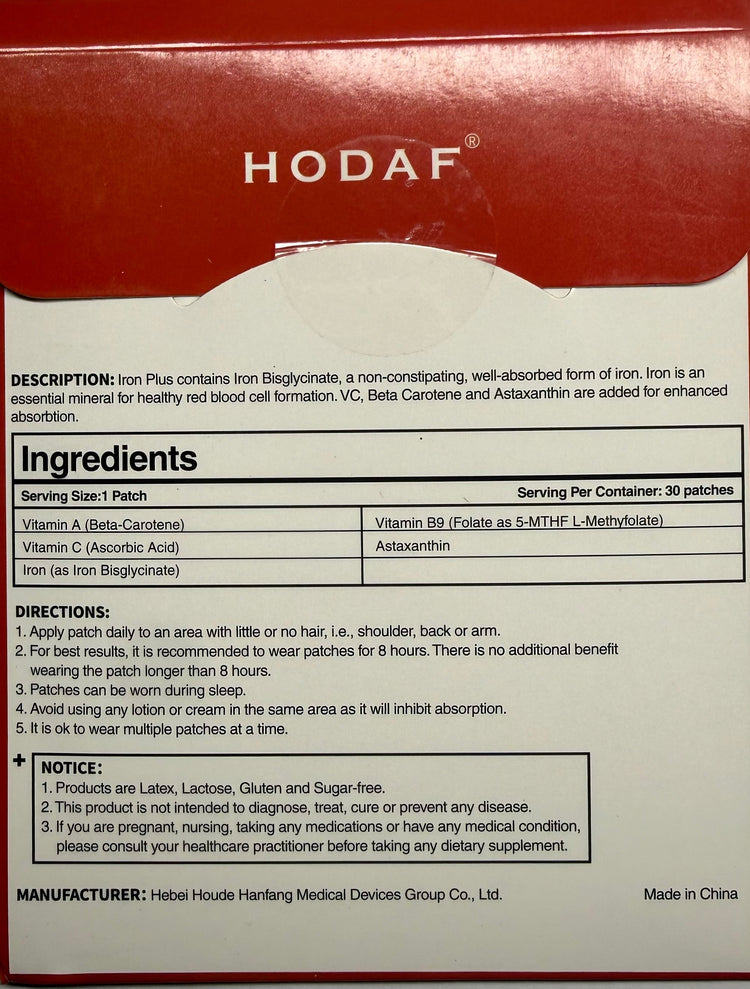 HODAF®
DESCRIPTION: Iron Plus contains Iron Bisglycinate, a non-constipating, well-absorbed form of iron. Iron is an
essential mineral for healthy red blood cell formation. VC, Beta Carotene and Astaxanthin are added for enhanced
absorbtion.
Ingredients
Serving Size:1 Patch Serving Per Container: 30 patches
Vitamin A (Beta-Carotene) Vitamin B9 (Folate as 5-MTHF L-Methyfolate)
Vitamin C (Ascorbic Acid) Astaxanthin
Iron (as Iron Bisglycinate)
DIRECTIONS:
1. Apply patch daily to an area with little or no hair, i.e., shoulder, back or arm.
2. For best results, it is recommended to wear patches for 8 hours. There is no additional benefit
wearing the patch longer than 8 hours.
3. Patches can be worn during sleep.
4. Avoid using any lotion or cream in the same area as it will inhibit absorption.
5. It is ok to wear multiple patches at a time.
+ NOTICE:
1. Products are Latex, Lactose, Gluten and Sugar-free.
2. This product is not intended to diagnose, treat, cure or prevent any disease.
3. If you are pregnant, nursing, taking any medications or have any medical condition,
please consult your healthcare practitioner before taking any dietary supplement.
MANUFACTURER: Hebei Houde Hanfang Medical Devices Group Co., Ltd. Made in China